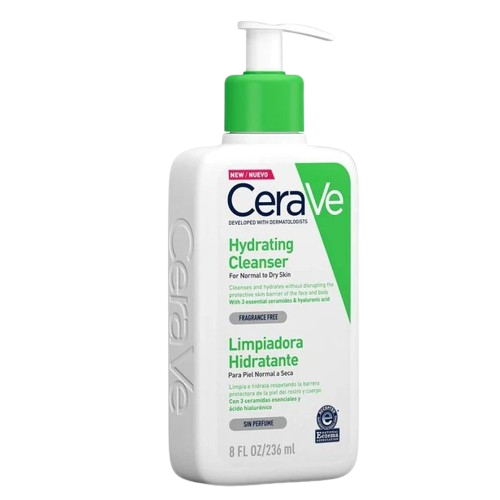 NEW / NUEVO
CeraVe
DEVELOPED WITH DERMATOLOGISTS
Hydrating
Cleanser
For Normal to Dry Skin
Cleanses and hydrates without disrupting the
protective skin barrier of the face and body
With 3 essential ceramides & hyaluronic acid
FRAGRANCE FREE
Limpiadora
Hidratante
Para Piel Normal a Seca
Limpia e hidrata respetando la barrera
protectora de la piel del rostro y cuerpo
Con 3 ceramidas esenciales y
ácido hialurónico
SIN PERFUME
8 FL OZ/236 ml
Eczema
CeraVe